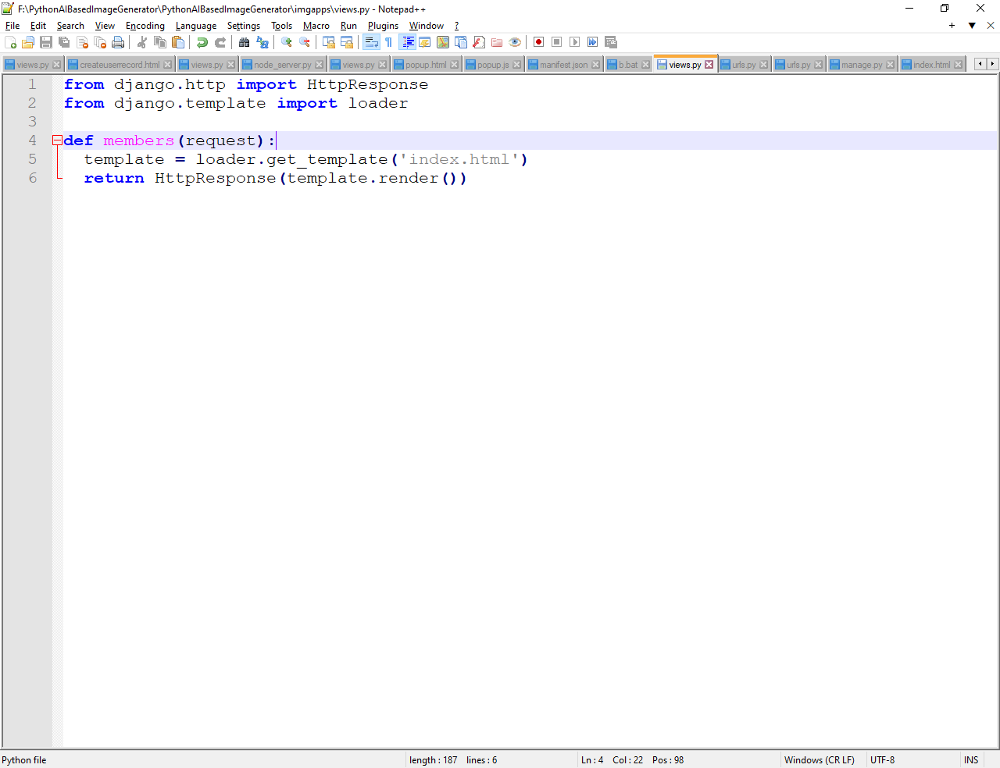 F:\PythonAIBasedImageGenerator\PythonAIBasedImageGenerator\imgapps\views.py - Notepad++
File Edit Search View Encoding Language Settings Tools Macro Run Plugins Window ?
views.py createuserrecord.html views.py node_server.py views.py popup.html popup.js manifest.json b.bat views.py urls.py urls.py manage.py index.html
1 from django.http import HttpResponse
2 from django.template import loader
3
4 def members(request):
5 template = loader.get_template('index.html')
6 return HttpResponse(template.render())
Python file length : 187 lines : 6 Ln : 4 Col : 22 Pos : 98 Windows (CR LF) UTF-8 INS